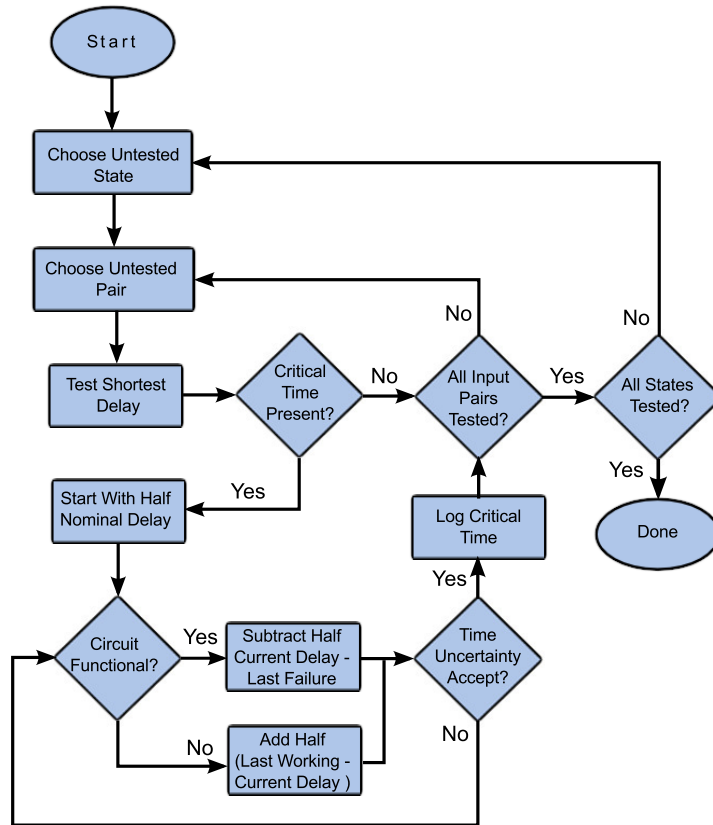 Start
Choose Untested
State
Choose Untested
Pair
No
No
Test Shortest
Delay
Critical
Time
Present?
No
All Input
Pairs
Tested?
Yes
All States
Tested?
Yes
Yes
Start With Half
Nominal Delay
Log Critical
Time
Done
Yes
Circuit
Functional?
Yes
Subtract Half
Current Delay -
Last Failure
Time
Uncertainty
Accept?
No
No
Add Half
(Last Working -
Current Delay )